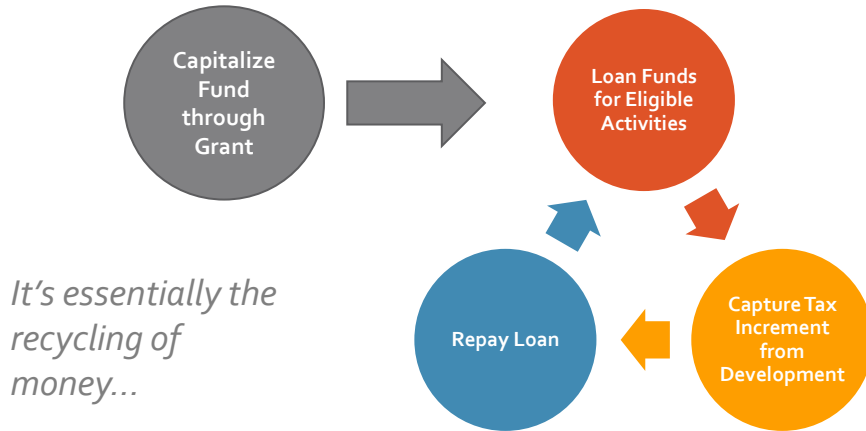 Capitalize
Fund
through
Grant
Loan Funds
for Eligible
Activities
It's essentially the
recycling of
money...
Repay Loan
Capture Tax
Increment
from
Development